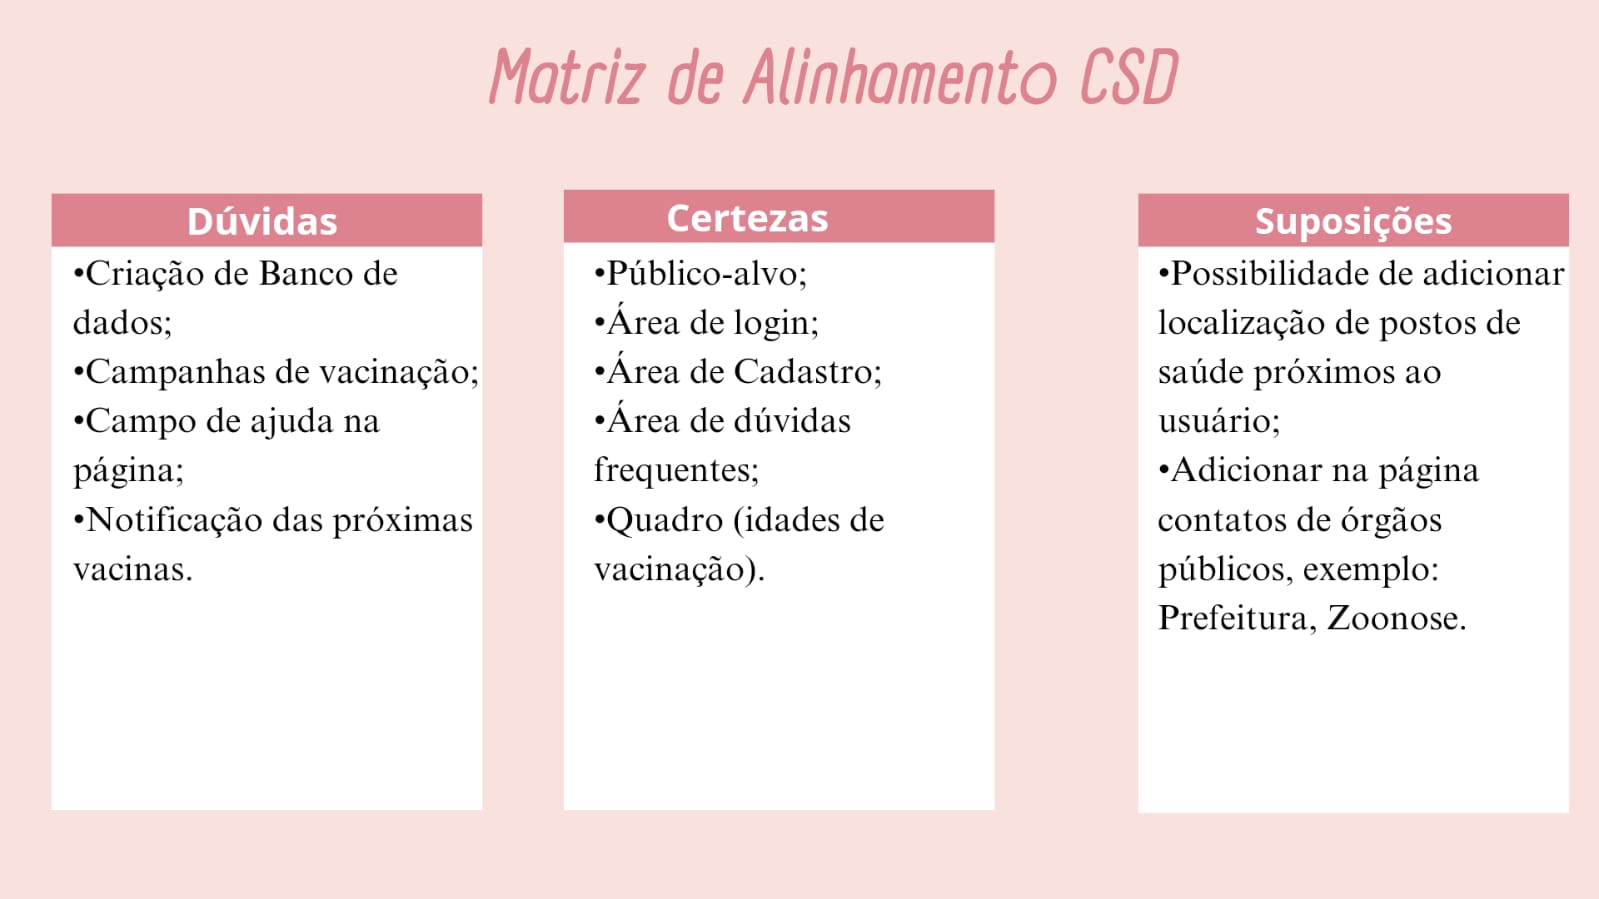 Matriz de Alinhamento CSD
Dúvidas
•Criação de Banco de
dados;
•Campanhas de vacinação;
•Campo de ajuda na
página;
•Notificação das próximas
vacinas.
Certezas
•Público-alvo;
•Área de login;
•Área de Cadastro;
•Área de dúvidas
frequentes;
•Quadro (idades de
vacinação).
Suposições
•Possibilidade de adicionar
localização de postos de
saúde próximos ao
usuário;
•Adicionar na página
contatos de órgãos
públicos, exemplo:
Prefeitura, Zoonose.